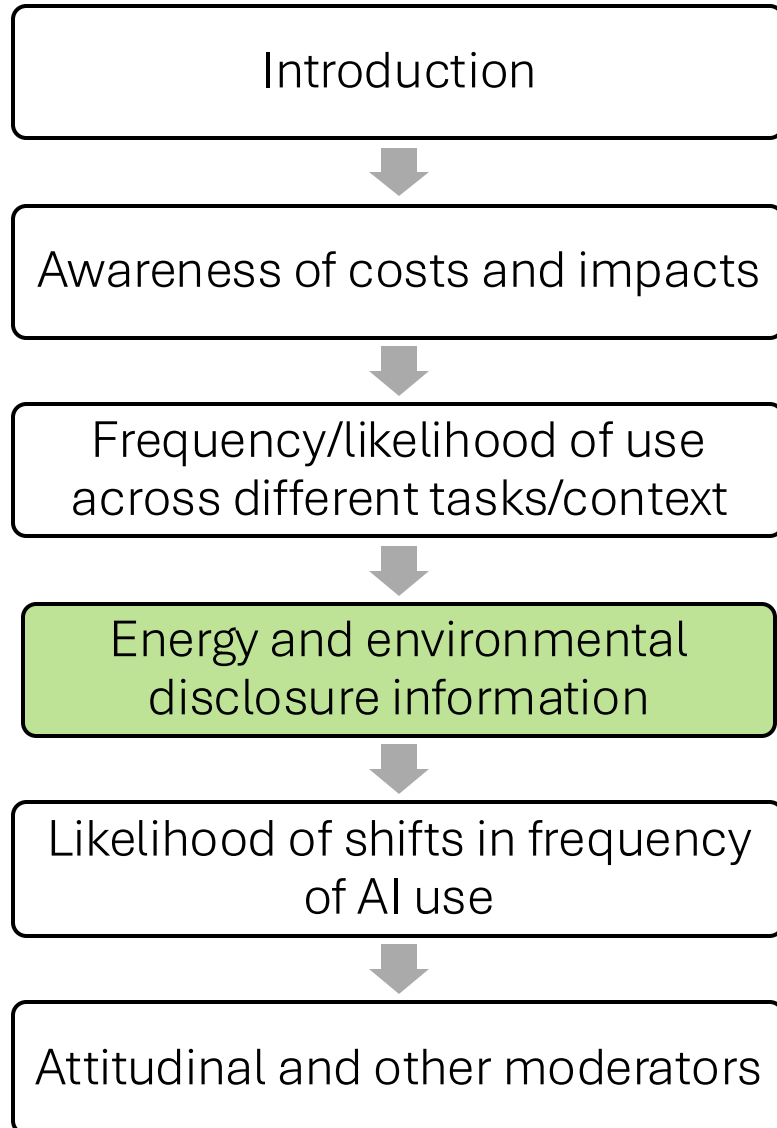 Introduction
Awareness of costs and impacts
Frequency/likelihood of use
across different tasks/context
Energy and environmental
disclosure information
Likelihood of shifts in frequency
of AI use
Attitudinal and other moderators